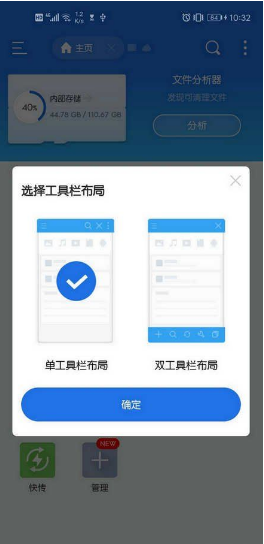 1.2
K/s
10:32
主页
40%
内部存储
44.78 GB / 110.67 GB
文件分析器
发现可清理文件
分析
选择工具栏布局
单工具栏布局
双工具栏布局
确定
NEW
快传
管理